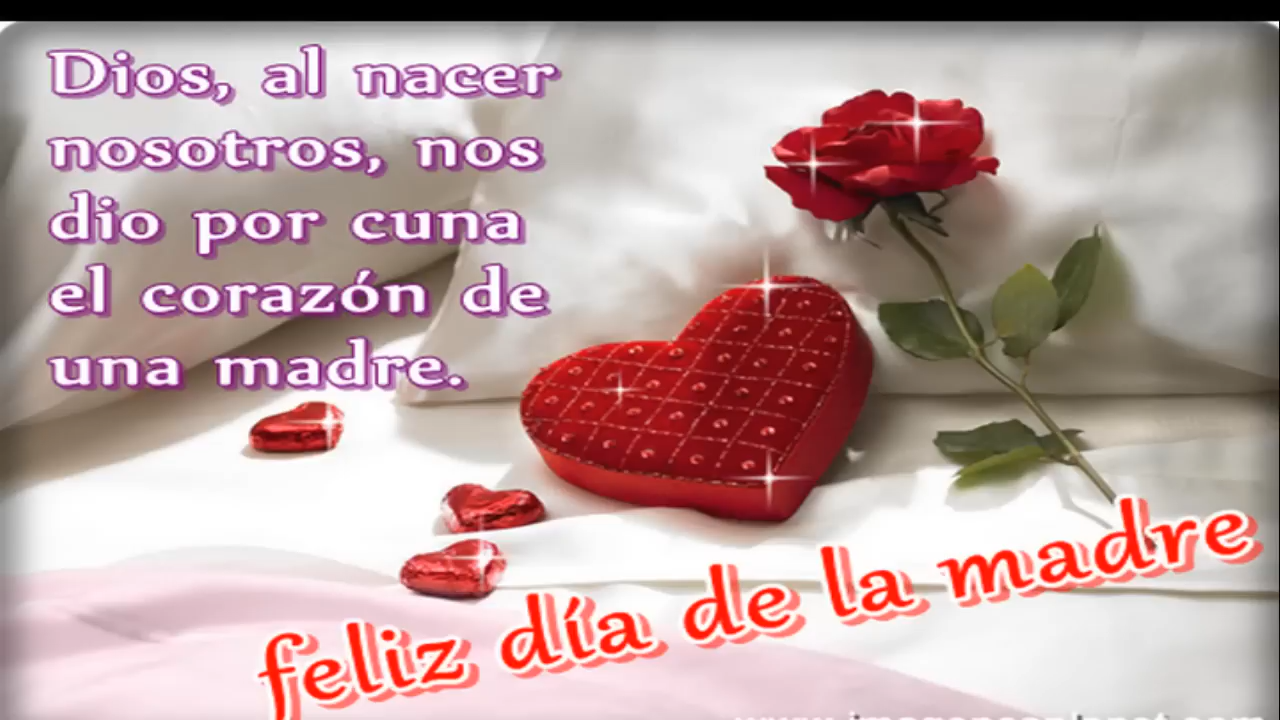 Dios, al nacer
nosotros, nos
dio por cuna
el corazón de
una madre.
feliz día de la madre